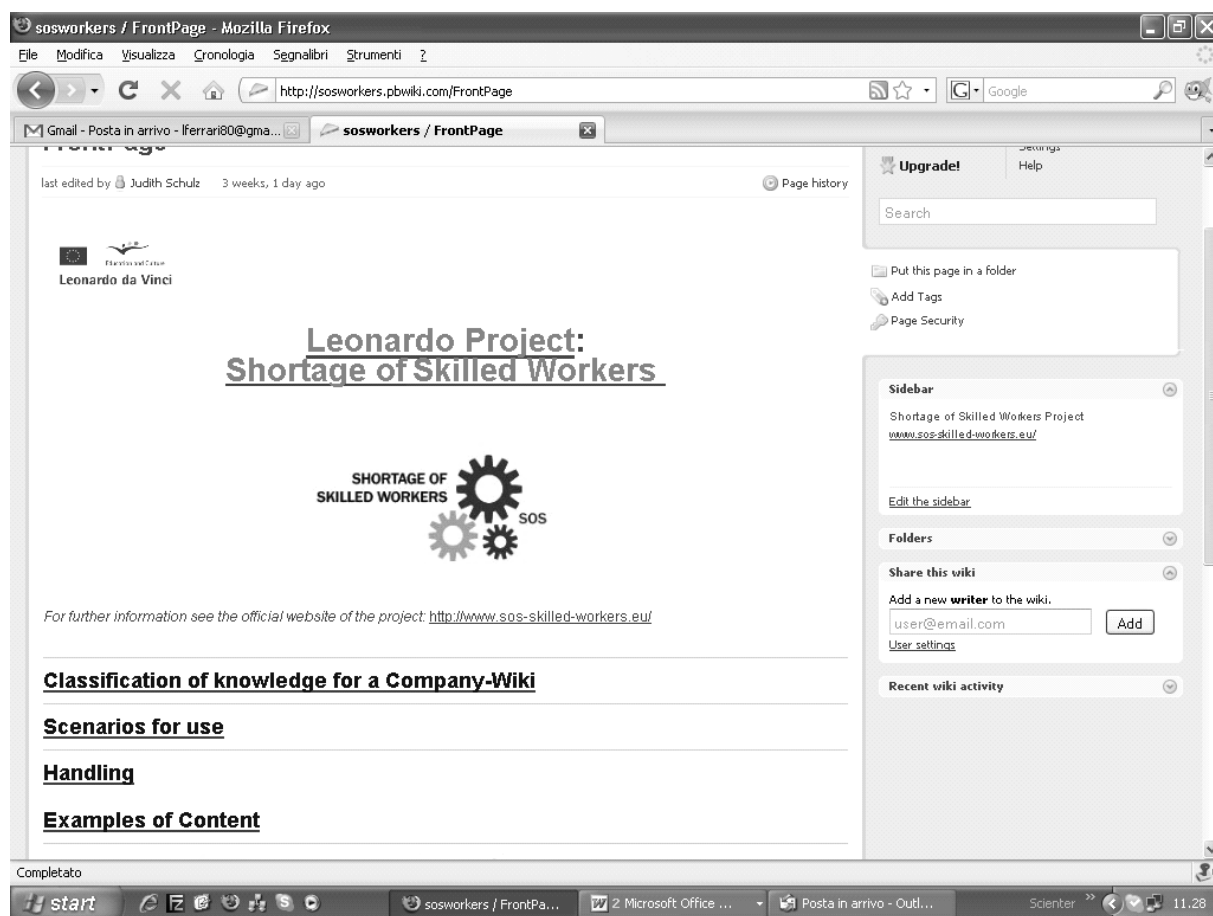 sosworkers / FrontPage - Mozilla Firefox
File Modifica Visualizza Cronologia Segnalibri Strumenti ?
http://sosworkers.pbwiki.com/FrontPage
G Google
Gmail - Posta in arrivo - lferrari80@gma...
sosworkers / FrontPage
FrontPage
last edited by Judith Schulz 3 weeks, 1 day ago
Page history
Leonardo da Vinci
Leonardo Project:
Shortage of Skilled Workers
SHORTAGE OF
SKILLED WORKERS
SOS
For further information see the official website of the project: http://www.sos-skilled-workers.eu/
Classification of knowledge for a Company-Wiki
Scenarios for use
Handling
Examples of Content
Upgrade!
Settings
Help
Search
Put this page in a folder
Add Tags
Page Security
Sidebar
Shortage of Skilled Workers Project
www.sos-skilled-workers.eu/
Edit the sidebar
Folders
Share this wiki
Add a new writer to the wiki.
user@email.com Add
User settings
Recent wiki activity
Completato
start
sosworkers / FrontPa...
2 Microsoft Office ...
Posta in arrivo - Outl...
Scienter
11.28